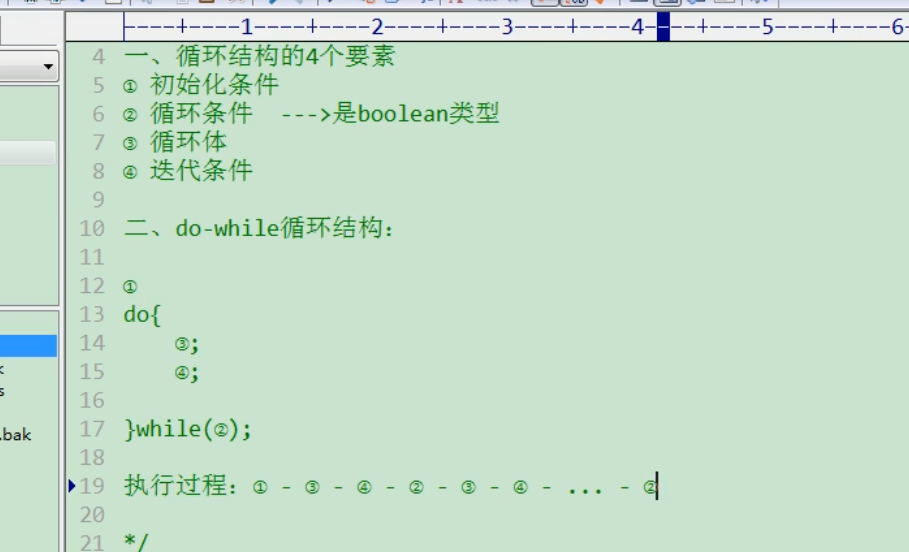 ----+----1----+----2----+----3----+----4----+----5----+----6-
4 一、循环结构的4个要素
5 ① 初始化条件
6 ② 循环条件  --->是boolean类型
7 ③ 循环体
8 ④ 迭代条件
9
10 二、do-while循环结构:
11
12 ①
13 do{
14 ③;
15 ④;
16
17 }while(②);
18
19 执行过程: ① - ③ - ④ - ② - ③ - ④ - ... - ②
20
21 */
.bak